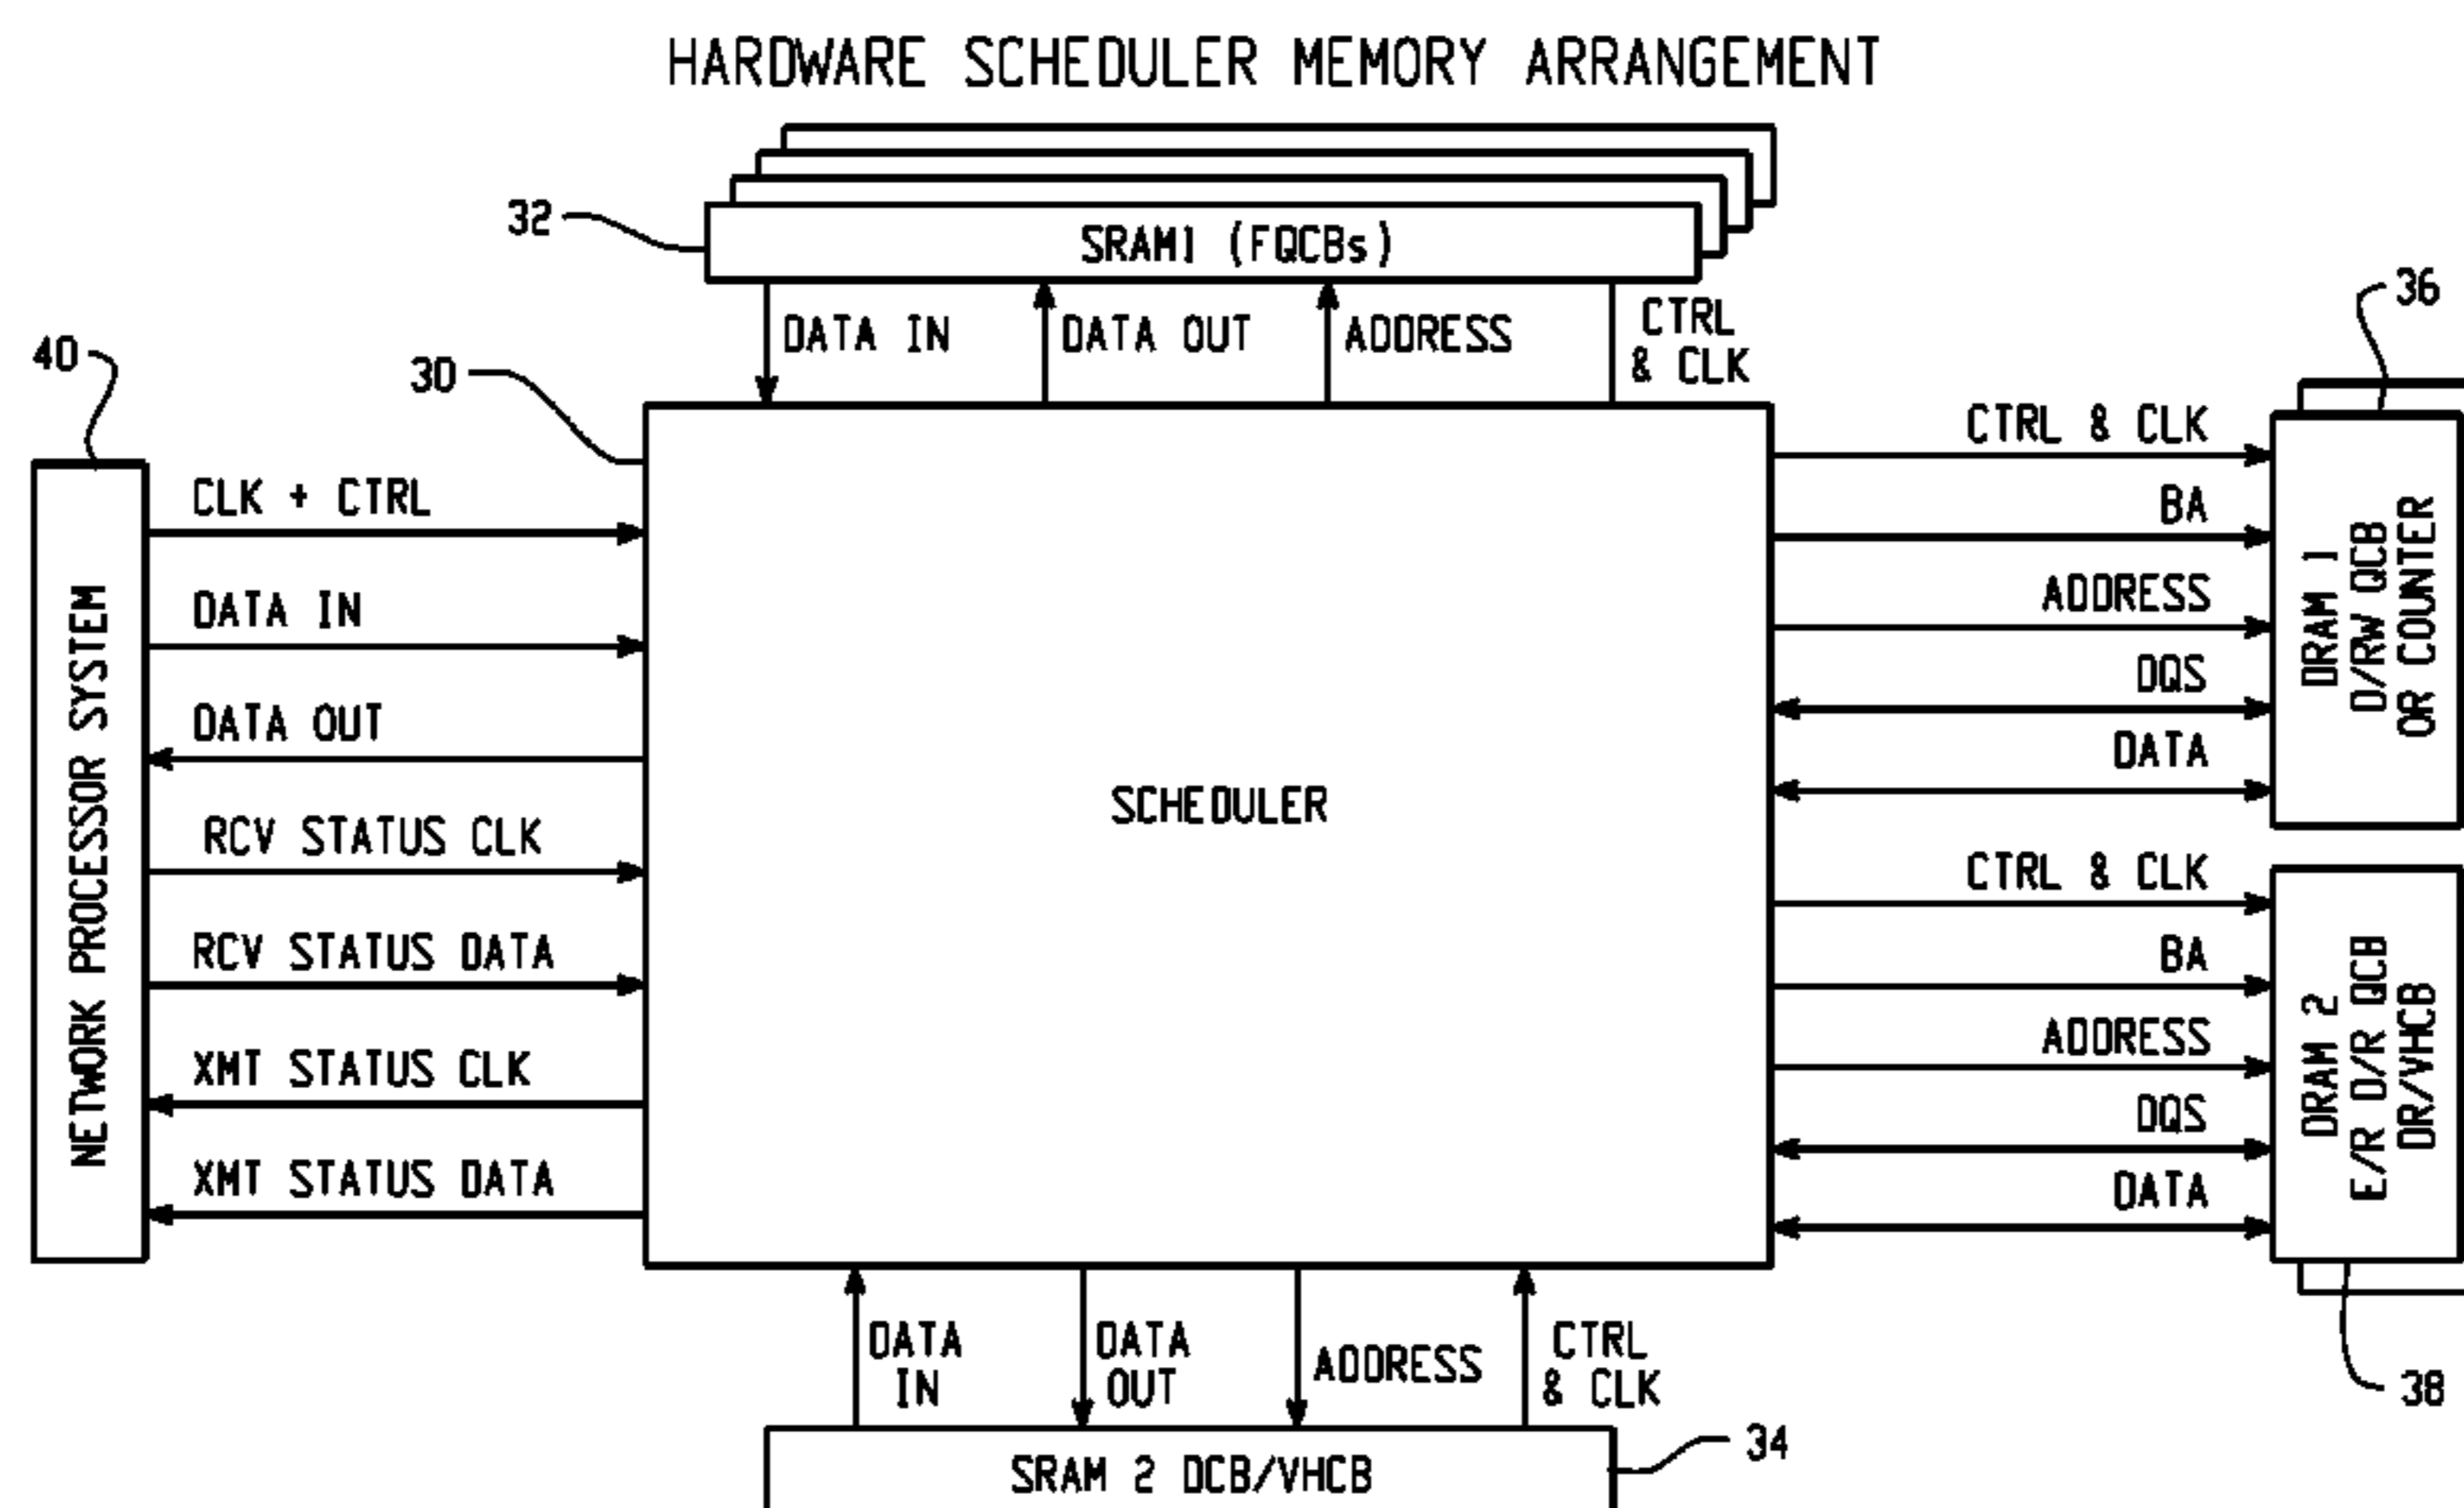 HARDWARE SCHEDULER MEMORY ARRANGEMENT
32
SRAM1 (FQCBs)
36
DATA IN
DATA OUT
ADDRESS
CTRL
& CLK
40
30
CLK + CTRL
DATA IN
DATA OUT
RCV STATUS CLK
RCV STATUS DATA
XMT STATUS CLK
XMT STATUS DATA
NETWORK PROCESSOR SYSTEM
SCHEDULER
CTRL & CLK
BA
ADDRESS
DQS
DATA
DRAM 1
D/RW QCB
OR COUNTER
CTRL & CLK
BA
ADDRESS
DQS
DATA
DRAM 2
E/R D/R QCB
DR/VHCB
DATA
IN
DATA
OUT
ADDRESS
CTRL
& CLK
38
34
SRAM 2 DCB/VHCB